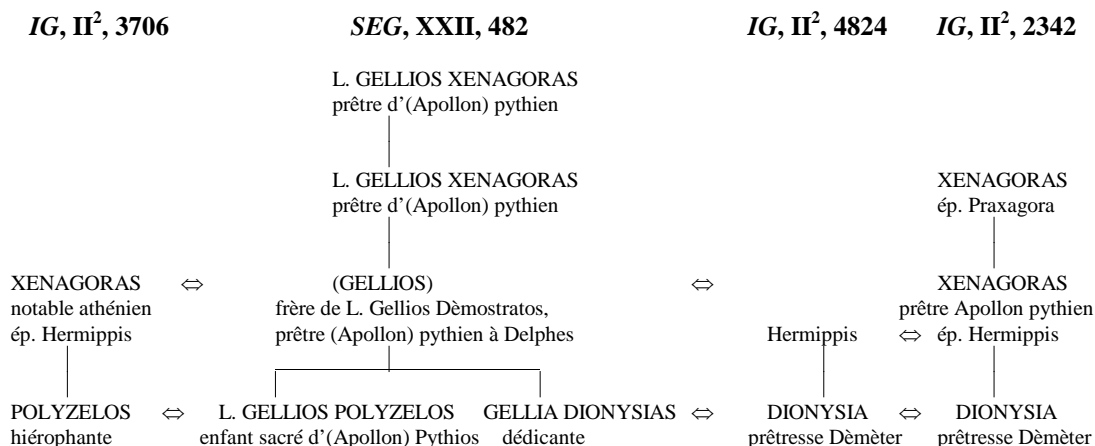 IG, II², 3706 SEG, XXII, 482 IG, II², 4824 IG, II², 2342
L. GELLIOS XENAGORAS
prêtre d’(Apollon) pythien
L. GELLIOS XENAGORAS XENAGORAS
prêtre d’(Apollon) pythien ép. Praxagora
XENAGORAS ⇔ (GELLIOS) ⇔ XENAGORAS
notable athénien frère de L. Gellios Dèmostratos, prêtre Apollon pythien
ép. Hermippis prêtre (Apollon) pythien à Delphes Hermippis ⇔ ép. Hermippis
POLYZELOS ⇔ L. GELLIOS POLYZELOS GELLIA DIONYSIAS ⇔ DIONYSIA ⇔ DIONYSIA
hiérophante enfant sacré d’(Apollon) Pythios dédicante prêtresse Dèmèter prêtresse Dèmèter